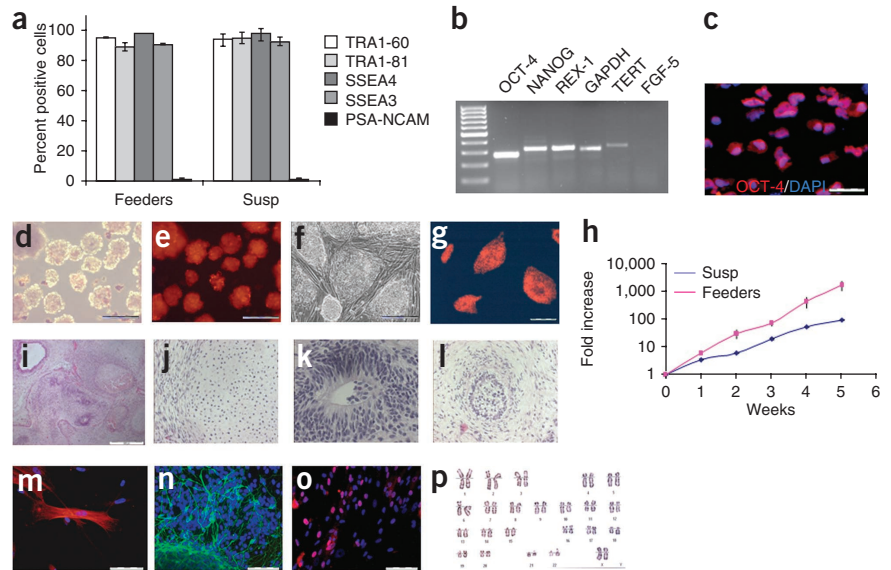 a
Percent positive cells
100
80
60
40
20
0
Feeders
Susp
TRA1-60
TRA1-81
SSEA4
SSEA3
PSA-NCAM
b
OCT-4
NANOG
REX-1
GAPDH
TERT
FGF-5
c
OCT-4/DAPI
d
e
f
g
h
Fold increase
10,000
1,000
100
10
1
Susp
Feeders
0 1 2 3 4 5 6
Weeks
i
j
k
l
m
n
o
p